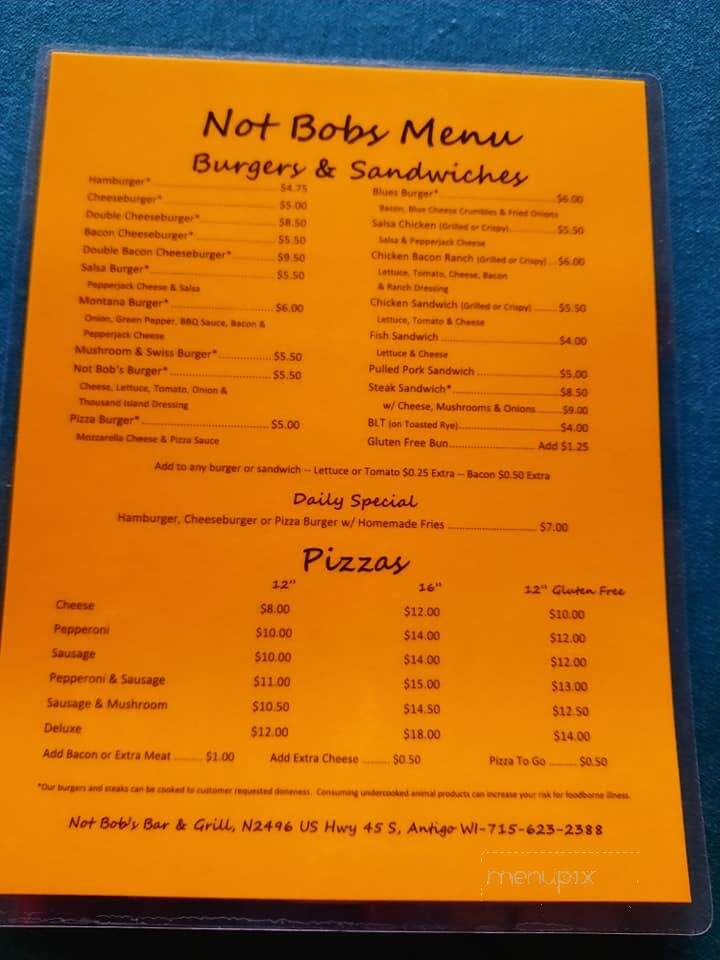 Not Bobs Menu
Burgers & Sandwiches
Hamburger* $4.75
Cheeseburger* $5.00
Double Cheeseburger* $8.50
Bacon Cheeseburger* $5.50
Double Bacon Cheeseburger* $9.50
Salsa Burger* $5.50
Pepperjack Cheese & Salsa
Montana Burger* $6.00
Onion, Green Pepper, BBQ Sauce, Bacon &
Pepperjack Cheese
Mushroom & Swiss Burger* $5.50
Not Bob's Burger* $5.50
Cheese, Lettuce, Tomato, Onion &
Thousand Island Dressing
Pizza Burger* $5.00
Mozzarella Cheese & Pizza Sauce
Blues Burger* $6.00
Bacon, Blue Cheese Crumbles & Fried Onions
Salsa Chicken (Grilled or Crispy) $5.50
Salsa & Pepperjack Cheese
Chicken Bacon Ranch (Grilled or Crispy) $6.00
Lettuce, Tomato, Cheese, Bacon
& Ranch Dressing
Chicken Sandwich (Grilled or Crispy) $5.50
Lettuce, Tomato & Cheese
Fish Sandwich $4.00
Lettuce & Cheese
Pulled Pork Sandwich $5.00
Steak Sandwich* $8.50
w/ Cheese, Mushrooms & Onions $9.00
BLT (on Toasted Rye) $4.00
Gluten Free Bun Add $1.25
Add to any burger or sandwich -- Lettuce or Tomato $0.25 Extra -- Bacon $0.50 Extra
Daily Special
Hamburger, Cheeseburger or Pizza Burger w/ Homemade Fries $7.00
Pizzas
12" 16" 12" Gluten Free
Cheese $8.00 $12.00 $10.00
Pepperoni $10.00 $14.00 $12.00
Sausage $10.00 $14.00 $12.00
Pepperoni & Sausage $11.00 $15.00 $13.00
Sausage & Mushroom $10.50 $14.50 $12.50
Deluxe $12.00 $18.00 $14.00
Add Bacon or Extra Meat $1.00 Add Extra Cheese $0.50 Pizza To Go $0.50
*Our burgers and steaks can be cooked to customer requested doneness. Consuming undercooked animal products can increase your risk for foodborne illness.
Not Bob's Bar & Grill, N2496 US Hwy 45 S, Antigo WI-715-623-2388
menupix